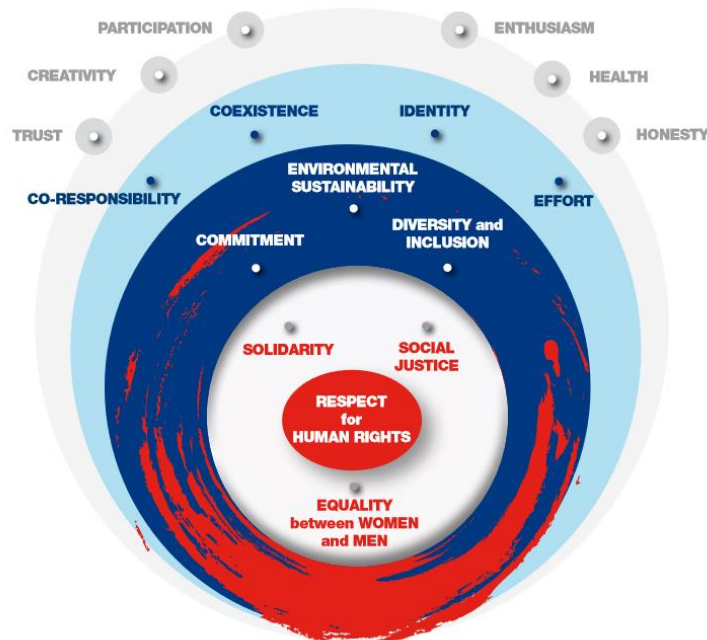 PARTICIPATION
ENTHUSIASM
CREATIVITY
HEALTH
TRUST
HONESTY
COEXISTENCE
IDENTITY
CO-RESPONSIBILITY
EFFORT
ENVIRONMENTAL
SUSTAINABILITY
COMMITMENT
DIVERSITY and
INCLUSION
SOLIDARITY
SOCIAL
JUSTICE
RESPECT
for
HUMAN RIGHTS
EQUALITY
between WOMEN
and MEN